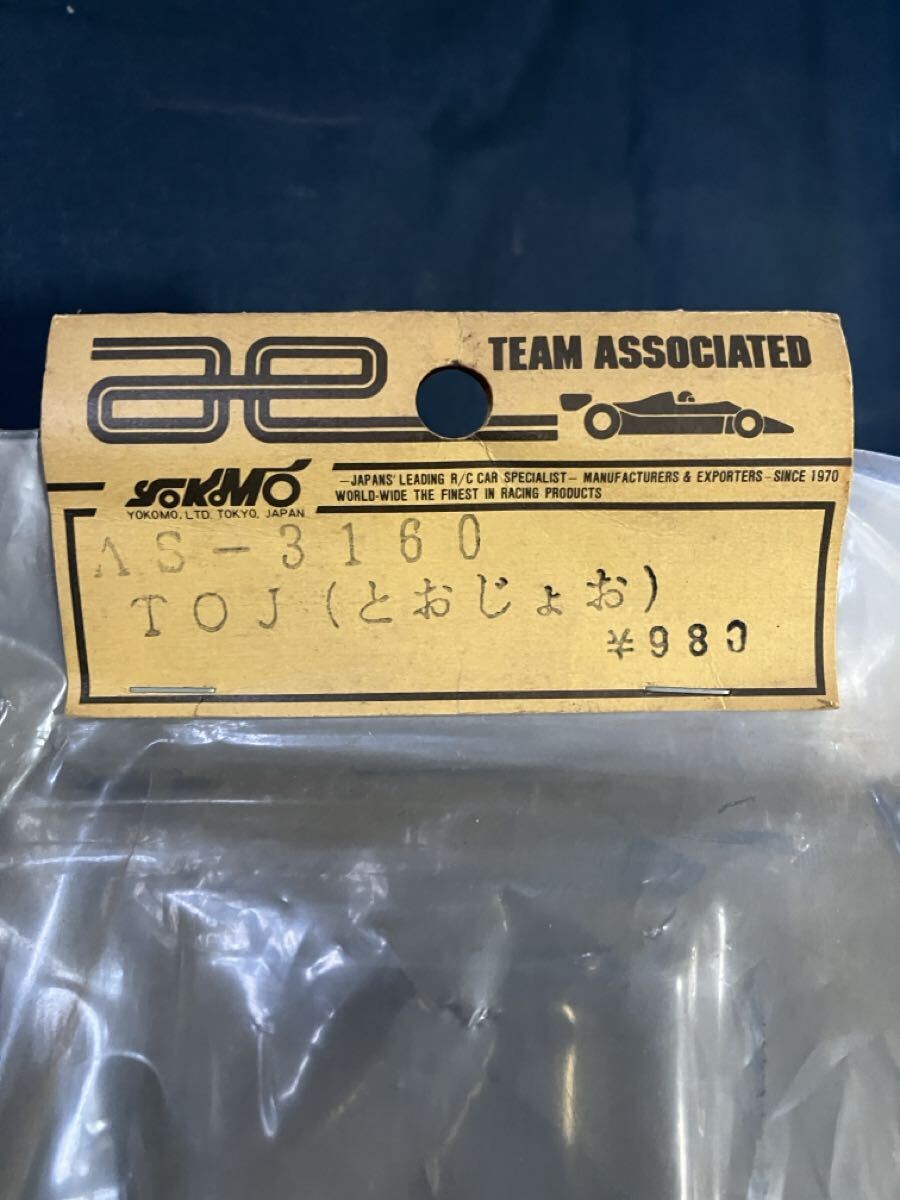 ae TEAM ASSOCIATED
YOKOMO
YOKOMO, LTD. TOKYO, JAPAN
—JAPANS' LEADING R/C CAR SPECIALIST— MANUFACTURERS & EXPORTERS—SINCE 1970
WORLD-WIDE THE FINEST IN RACING PRODUCTS
AS-3160
TOJ(とおじょお)
¥980